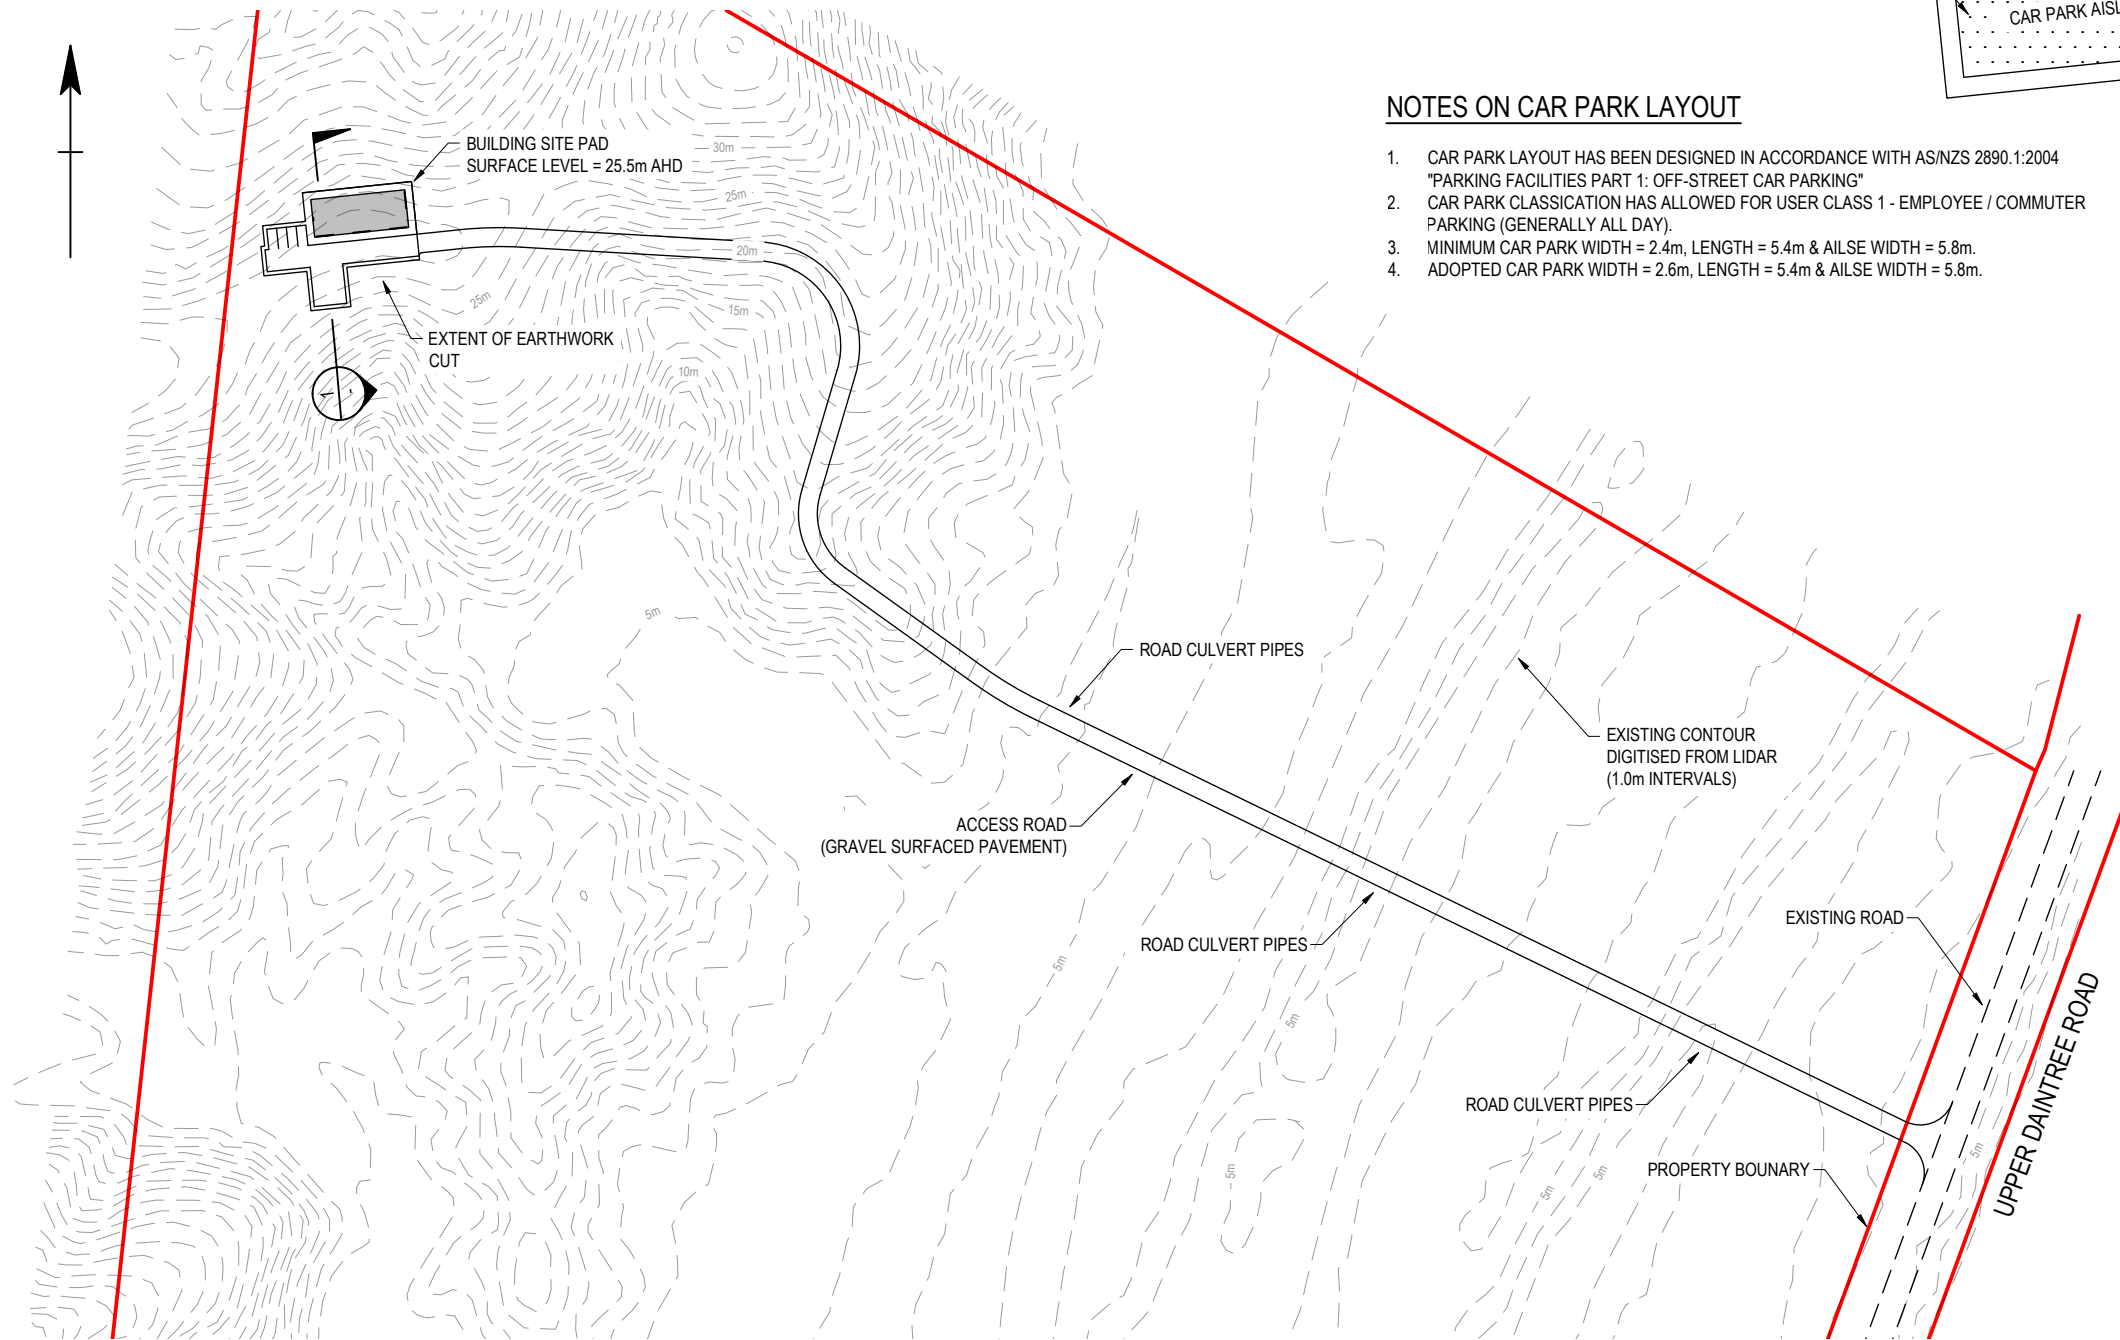 CAR PARK AISL
NOTES ON CAR PARK LAYOUT
1. CAR PARK LAYOUT HAS BEEN DESIGNED IN ACCORDANCE WITH AS/NZS 2890.1:2004
"PARKING FACILITIES PART 1: OFF-STREET CAR PARKING"
2. CAR PARK CLASSICATION HAS ALLOWED FOR USER CLASS 1 - EMPLOYEE / COMMUTER
PARKING (GENERALLY ALL DAY).
3. MINIMUM CAR PARK WIDTH = 2.4m, LENGTH = 5.4m & AILSE WIDTH = 5.8m.
4. ADOPTED CAR PARK WIDTH = 2.6m, LENGTH = 5.4m & AILSE WIDTH = 5.8m.
BUILDING SITE PAD
SURFACE LEVEL = 25.5m AHD
30m
25m
20m
25m
15m
EXTENT OF EARTHWORK
CUT
10m
1
-
5m
ROAD CULVERT PIPES
EXISTING CONTOUR
DIGITISED FROM LIDAR
(1.0m INTERVALS)
ACCESS ROAD
(GRAVEL SURFACED PAVEMENT)
EXISTING ROAD
ROAD CULVERT PIPES
5m
5m
ROAD CULVERT PIPES
UPPER DAINTREE ROAD
5m
PROPERTY BOUNARY
5m
5m
5m